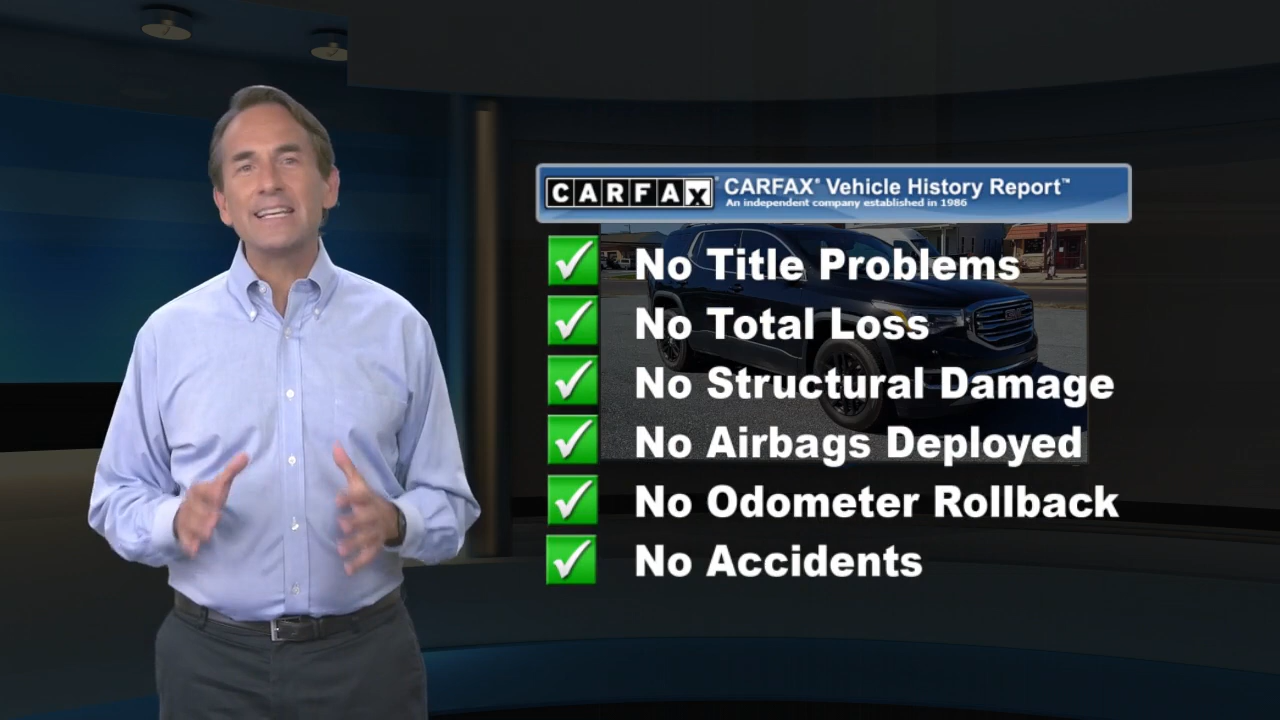 CARFAX® CARFAX® Vehicle History Report™
An independent company established in 1986
No Title Problems
No Total Loss
No Structural Damage
No Airbags Deployed
No Odometer Rollback
No Accidents